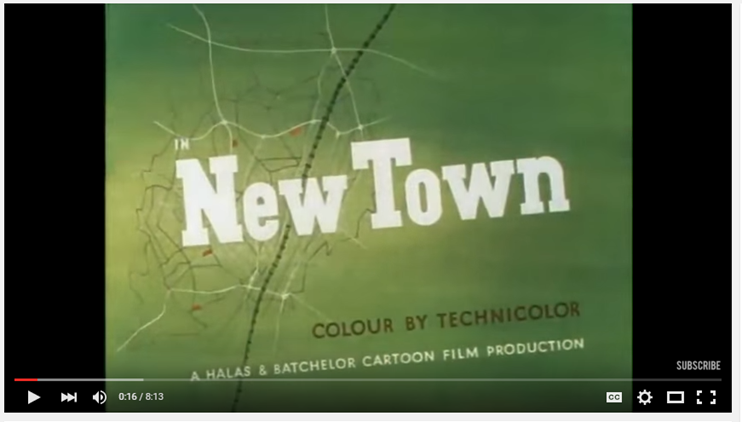 IN
New Town
COLOUR BY TECHNICOLOR
A HALAS & BATCHELOR CARTOON FILM PRODUCTION
SUBSCRIBE
0:16 / 8:13
CC